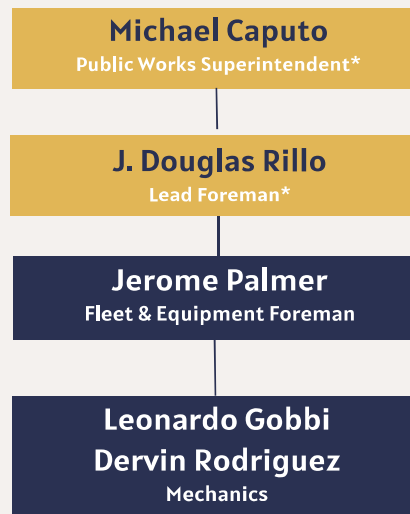 Michael Caputo
Public Works Superintendent*
J. Douglas Rillo
Lead Foreman*
Jerome Palmer
Fleet & Equipment Foreman
Leonardo Gobbi
Dervin Rodriguez
Mechanics